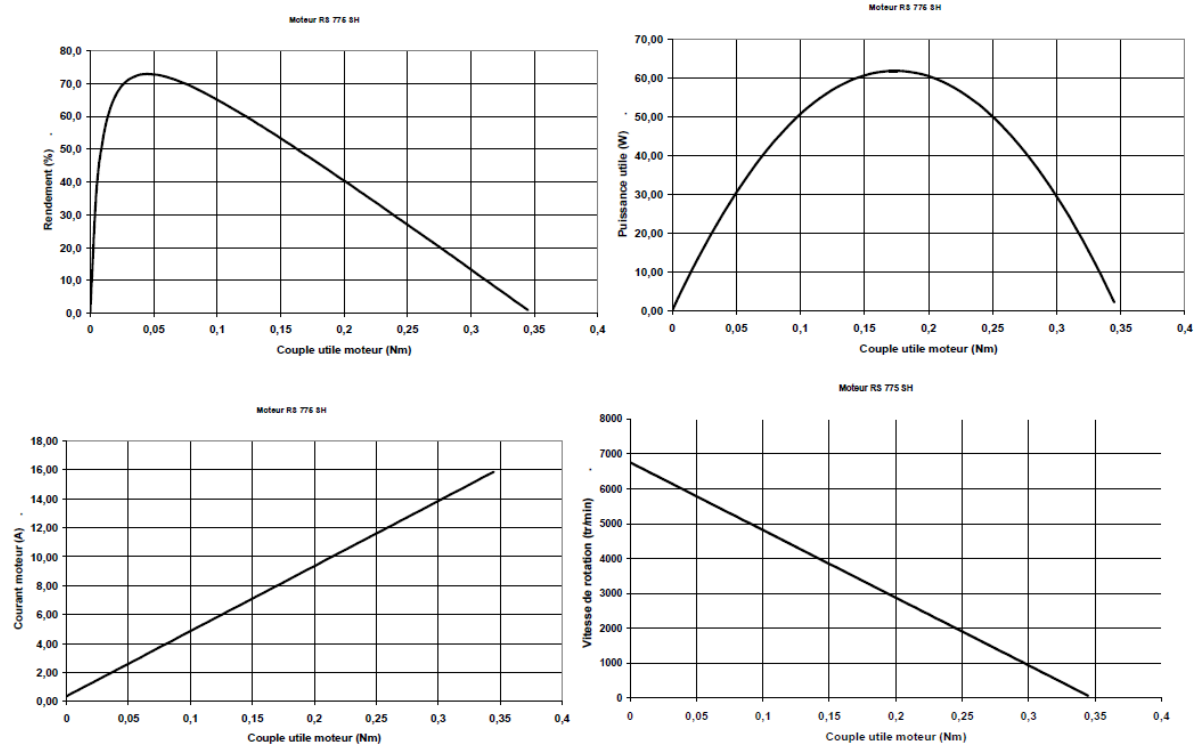 Moteur RS 775 SH
80,0
70,0
60,0
50,0
40,0
30,0
20,0
10,0
0,0
Rendement (%)
0 0,05 0,1 0,15 0,2 0,25 0,3 0,35 0,4
Couple utile moteur (Nm)
Moteur RS 775 SH
70,00
60,00
50,00
40,00
30,00
20,00
10,00
0,00
Puissance utile (W)
0 0,05 0,1 0,15 0,2 0,25 0,3 0,35 0,4
Couple utile moteur (Nm)
Moteur RS 775 SH
18,00
16,00
14,00
12,00
10,00
8,00
6,00
4,00
2,00
0,00
Courant moteur (A)
0 0,05 0,1 0,15 0,2 0,25 0,3 0,35 0,4
Couple utile moteur (Nm)
Moteur RS 775 SH
8000
7000
6000
5000
4000
3000
2000
1000
0
Vitesse de rotation (tr/min)
0 0,05 0,1 0,15 0,2 0,25 0,3 0,35 0,4
Couple utile moteur (Nm)